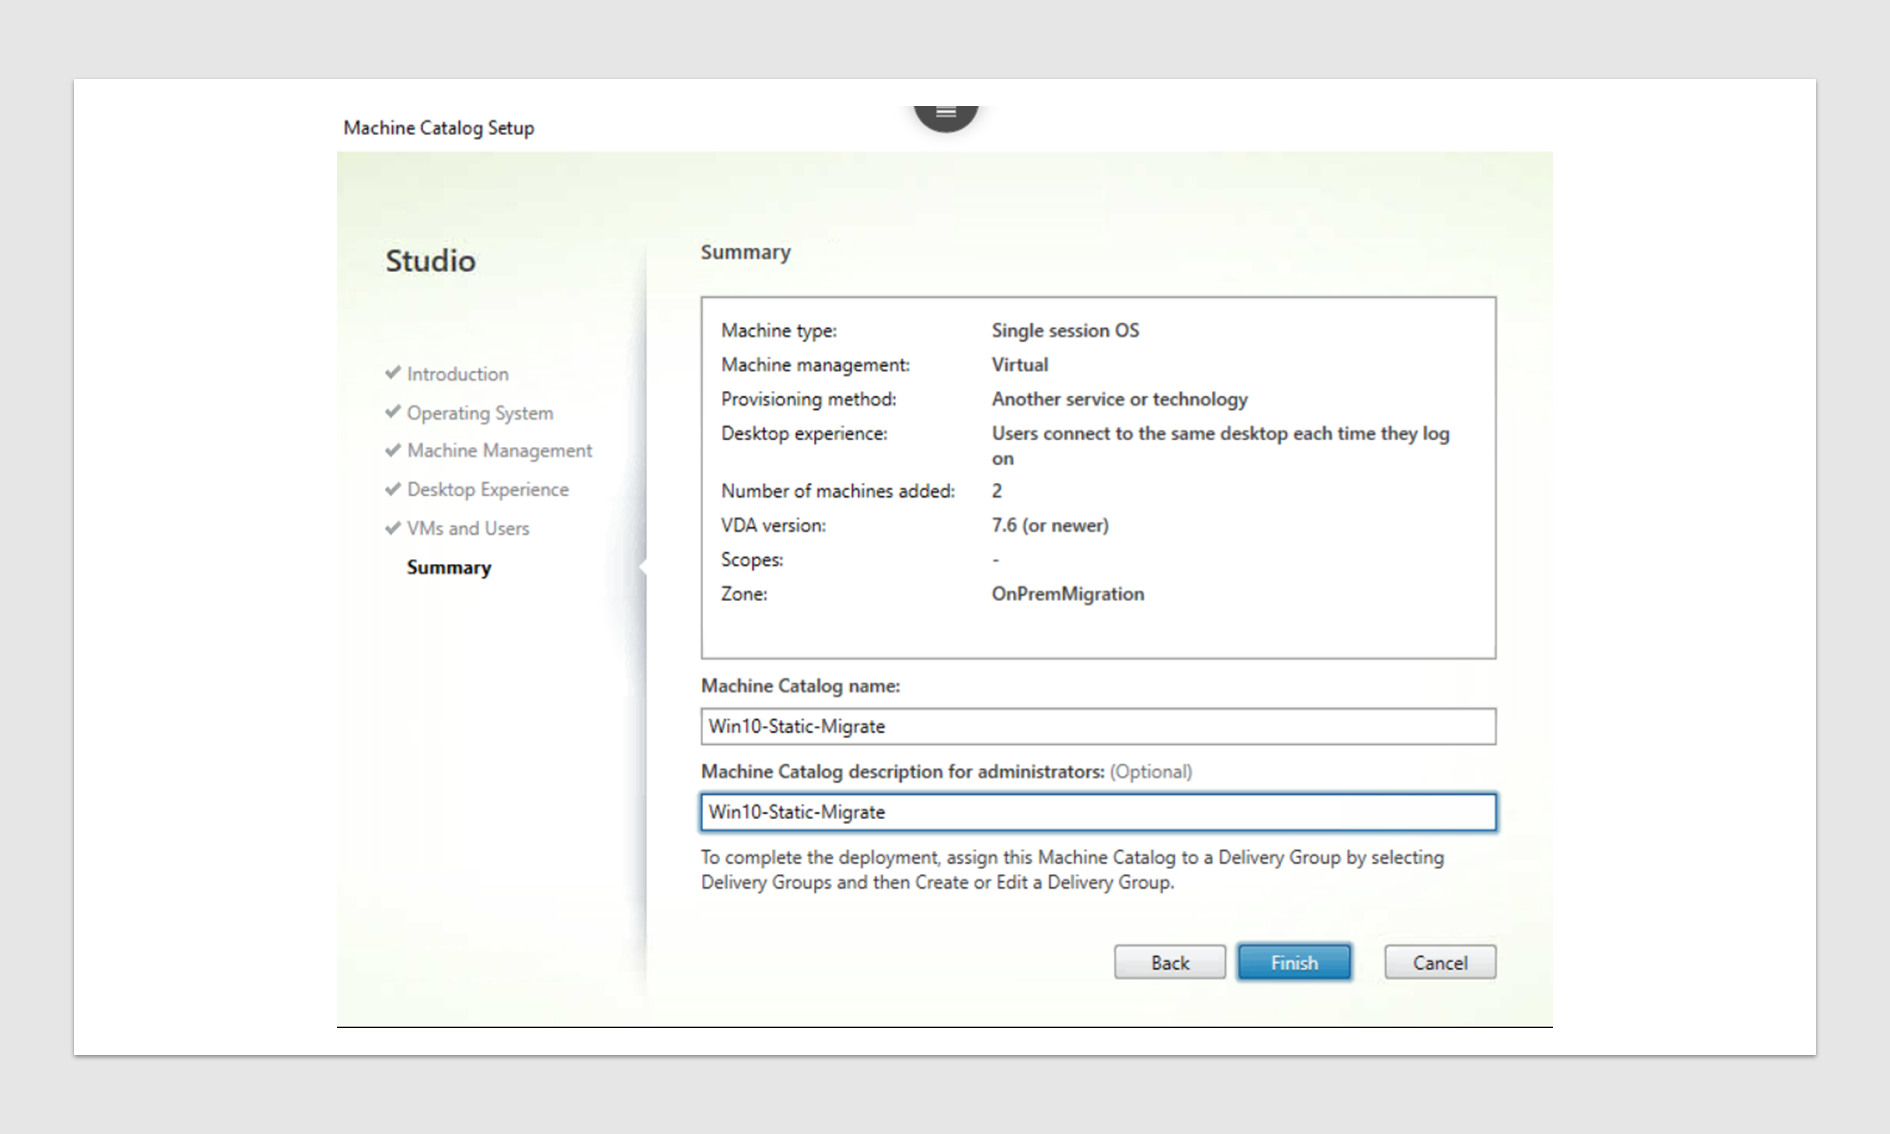 Machine Catalog Setup
Studio
Introduction
Operating System
Machine Management
Desktop Experience
VMs and Users
Summary
Summary
Machine type: Single session OS
Machine management: Virtual
Provisioning method: Another service or technology
Desktop experience: Users connect to the same desktop each time they log
on
Number of machines added: 2
VDA version: 7.6 (or newer)
Scopes: -
Zone: OnPremMigration
Machine Catalog name:
Win10-Static-Migrate
Machine Catalog description for administrators: (Optional)
Win10-Static-Migrate
To complete the deployment, assign this Machine Catalog to a Delivery Group by selecting
Delivery Groups and then Create or Edit a Delivery Group.
Back Finish Cancel